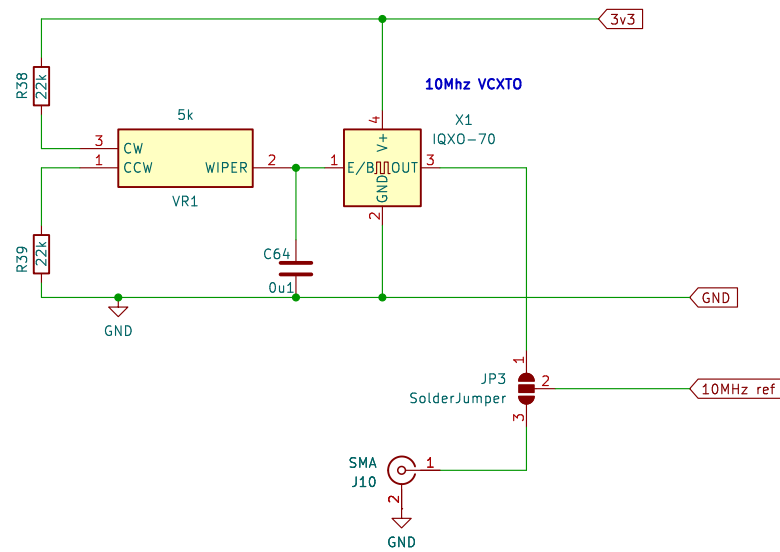 3v3
R38
22k
10Mhz VCXTO
5k
X1
IQXO-70
4
V+
3
CW
1
CCW
WIPER
2
1
E/B
OUT
3
GND
2
VR1
R39
22k
C64
0u1
GND
GND
1
JP3
SolderJumper
2
10MHz ref
3
SMA
J10
1
2
GND